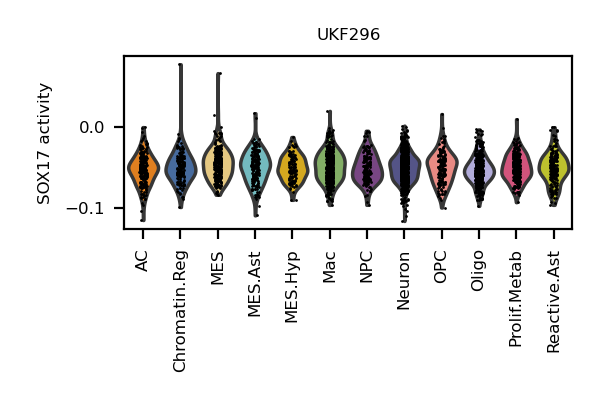 UKF296
SOX17 activity
0.0
−0.1
AC
Chromatin.Reg
MES
MES.Ast
MES.Hyp
Mac
NPC
Neuron
OPC
Oligo
Prolif.Metab
Reactive.Ast